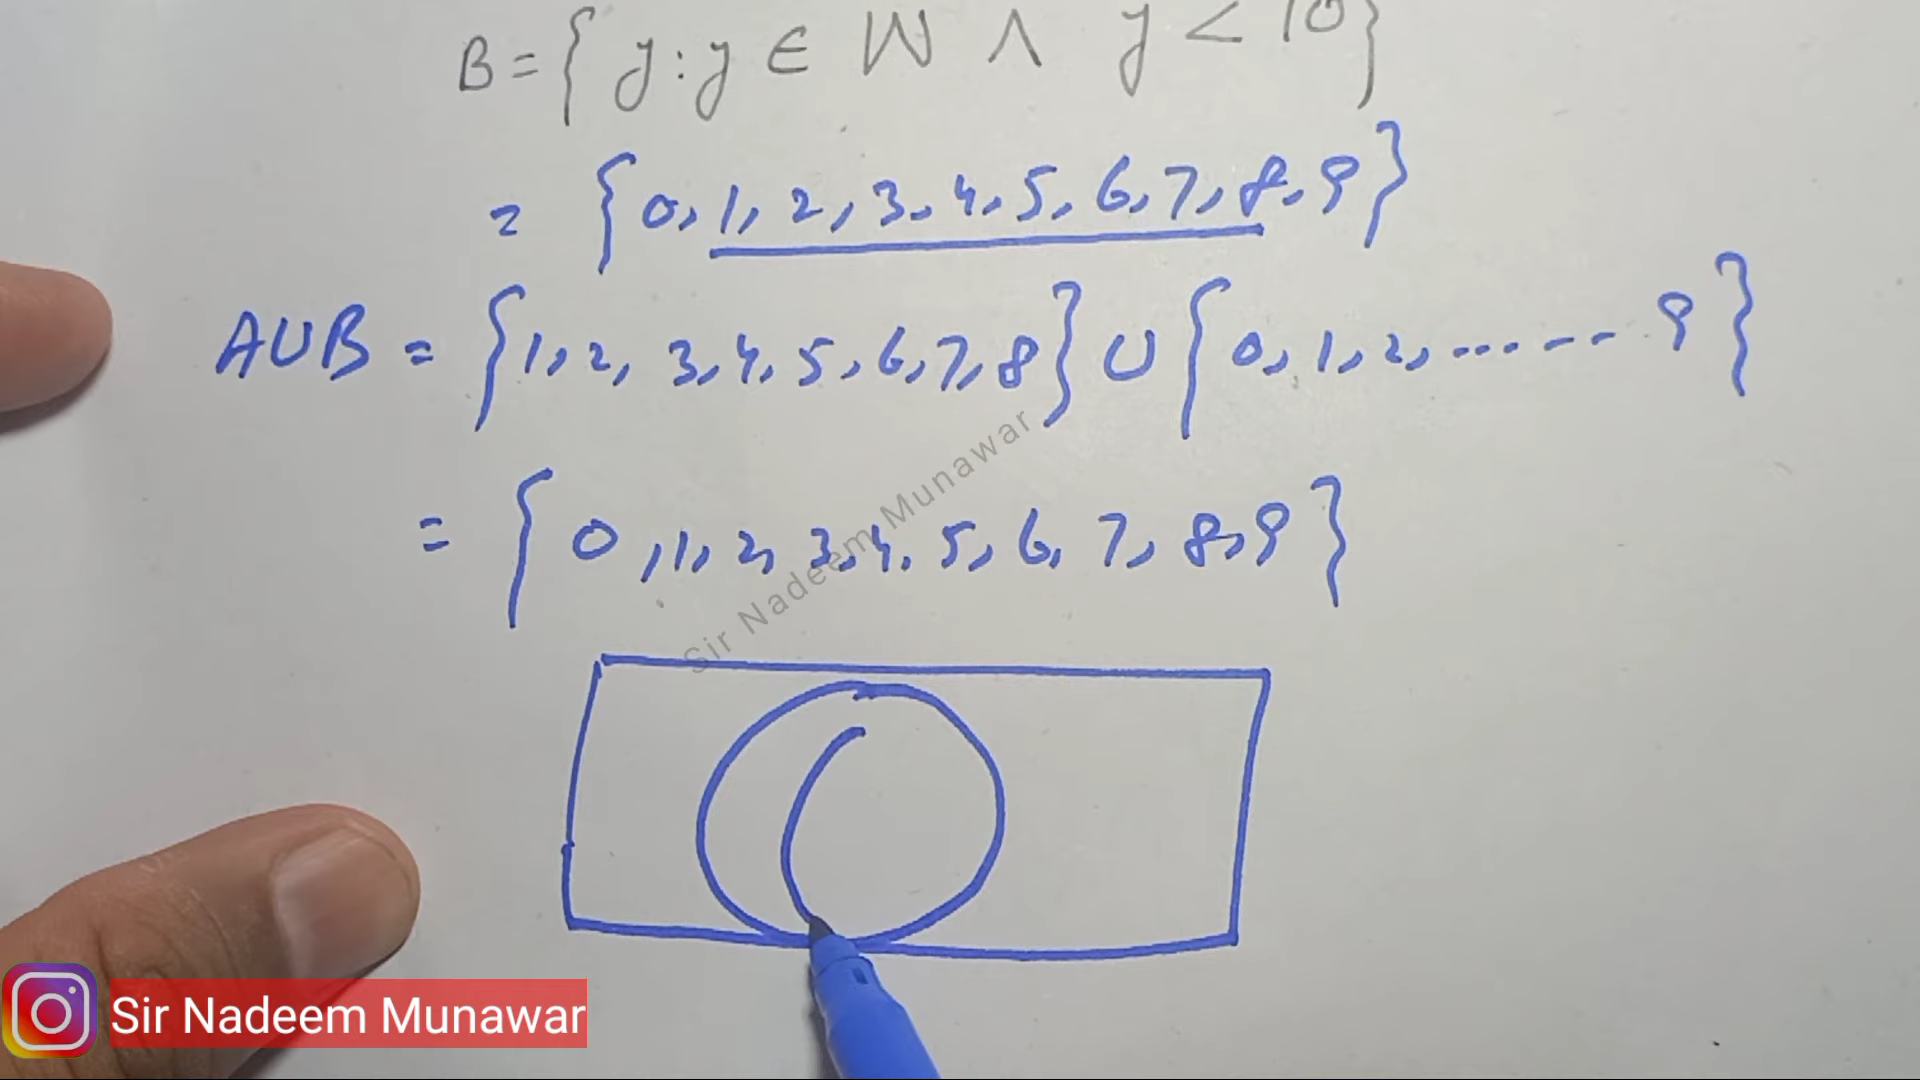 B = { y : y ∈ W ∧ y < 10 }
= { 0, 1, 2, 3, 4, 5, 6, 7, 8, 9 }
A∪B = { 1, 2, 3, 4, 5, 6, 7, 8 } ∪ { 0, 1, 2, ........ 9 }
= { 0, 1, 2, 3, 4, 5, 6, 7, 8, 9 }
Sir Nadeem Munawar
Sir Nadeem Munawar